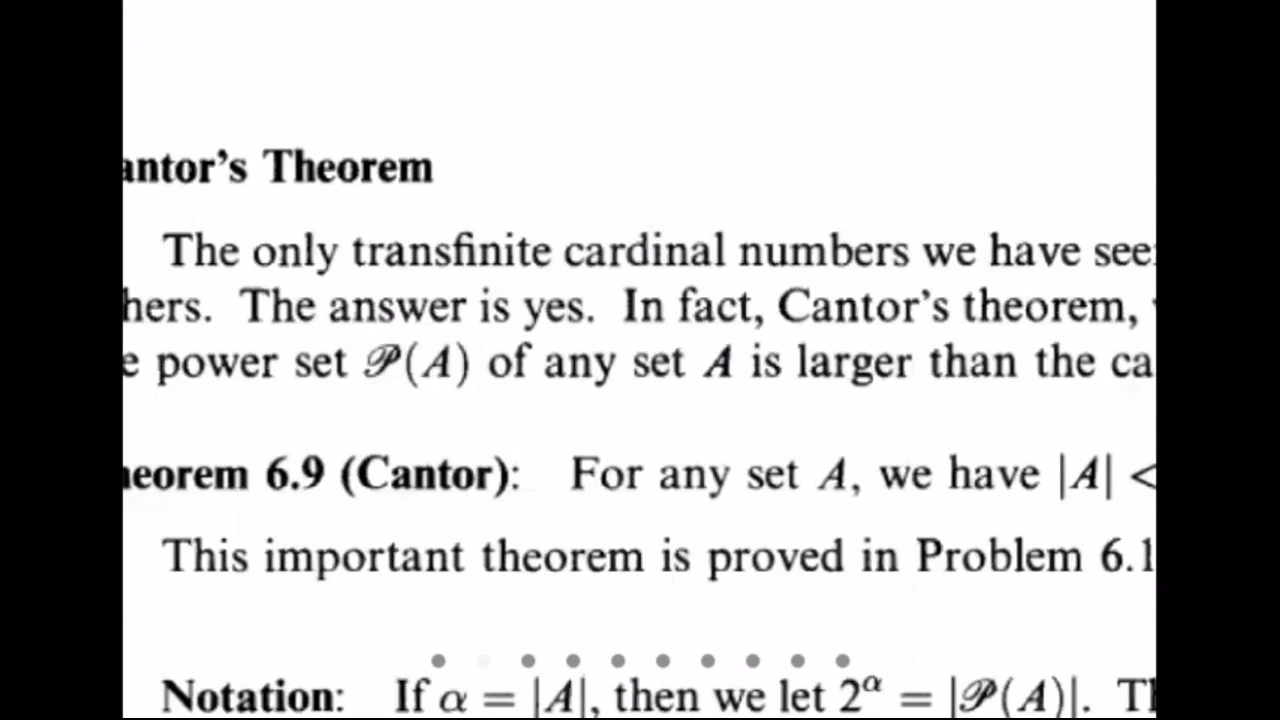 antor's Theorem
The only transfinite cardinal numbers we have see
hers. The answer is yes. In fact, Cantor's theorem,
e power set 𝒫(A) of any set A is larger than the ca
eorem 6.9 (Cantor): For any set A, we have |A| <
This important theorem is proved in Problem 6.1
Notation: If α = |A|, then we let 2^α = |𝒫(A)|. Th